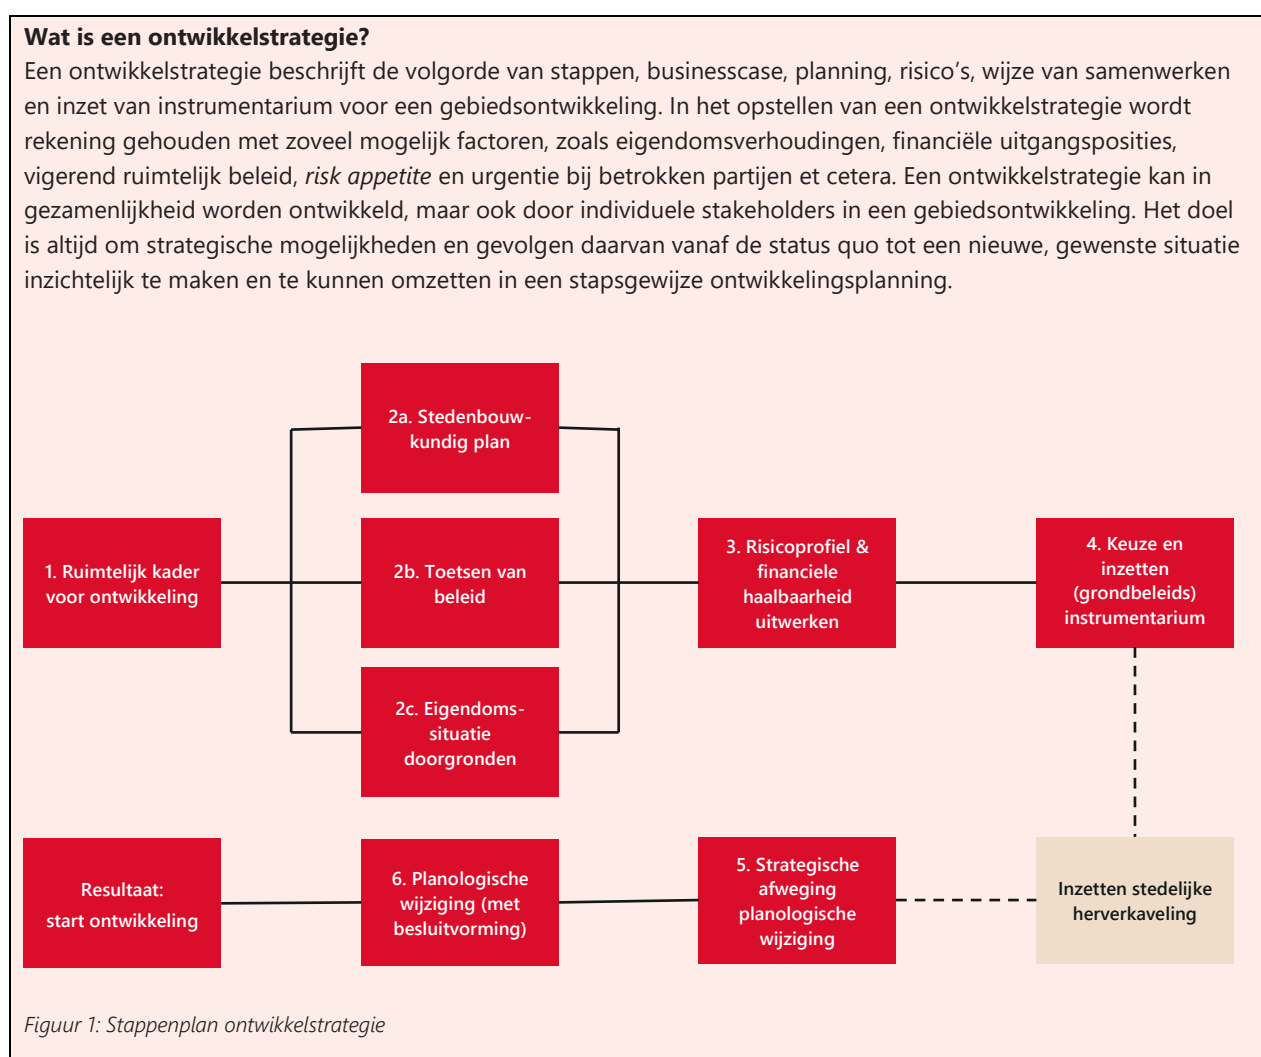 Wat is een ontwikkelstrategie?
Een ontwikkelstrategie beschrijft de volgorde van stappen, businesscase, planning, risico’s, wijze van samenwerken
en inzet van instrumentarium voor een gebiedsontwikkeling. In het opstellen van een ontwikkelstrategie wordt
rekening gehouden met zoveel mogelijk factoren, zoals eigendomsverhoudingen, financiële uitgangsposities,
vigerend ruimtelijk beleid, risk appetite en urgentie bij betrokken partijen et cetera. Een ontwikkelstrategie kan in
gezamenlijkheid worden ontwikkeld, maar ook door individuele stakeholders in een gebiedsontwikkeling. Het doel
is altijd om strategische mogelijkheden en gevolgen daarvan vanaf de status quo tot een nieuwe, gewenste situatie
inzichtelijk te maken en te kunnen omzetten in een stapsgewijze ontwikkelingsplanning.
1. Ruimtelijk kader
voor ontwikkeling
2a. Stedenbouw-
kundig plan
2b. Toetsen van
beleid
2c. Eigendoms-
situatie
doorgronden
3. Risicoprofiel &
financiele
haalbaarheid
uitwerken
4. Keuze en
inzetten
(grondbeleids)
instrumentarium
Inzetten stedelijke
herverkaveling
5. Strategische
afweging
planologische
wijziging
6. Planologische
wijziging (met
besluitvorming)
Resultaat:
start ontwikkeling
Figuur 1: Stappenplan ontwikkelstrategie